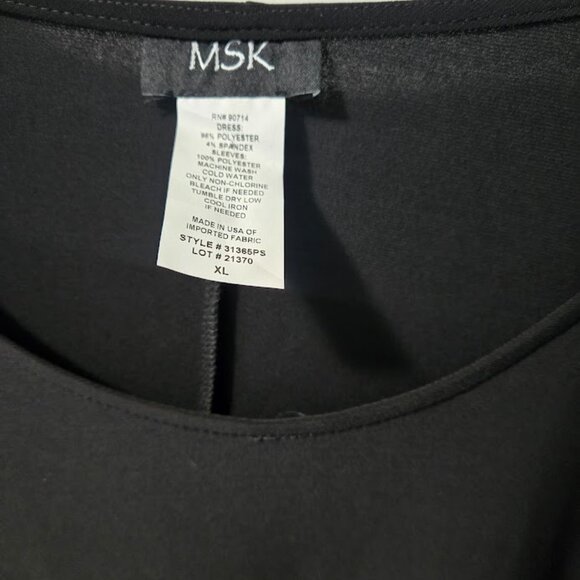 MSK
RN# 90714
DRESS:
96% POLYESTER
4% SPANDEX
SLEEVES:
100% POLYESTER
MACHINE WASH
COLD WATER
ONLY NON-CHLORINE
BLEACH IF NEEDED
TUMBLE DRY LOW
COOL IRON
IF NEEDED
MADE IN USA OF
IMPORTED FABRIC
STYLE # 31365PS
LOT # 21370
XL